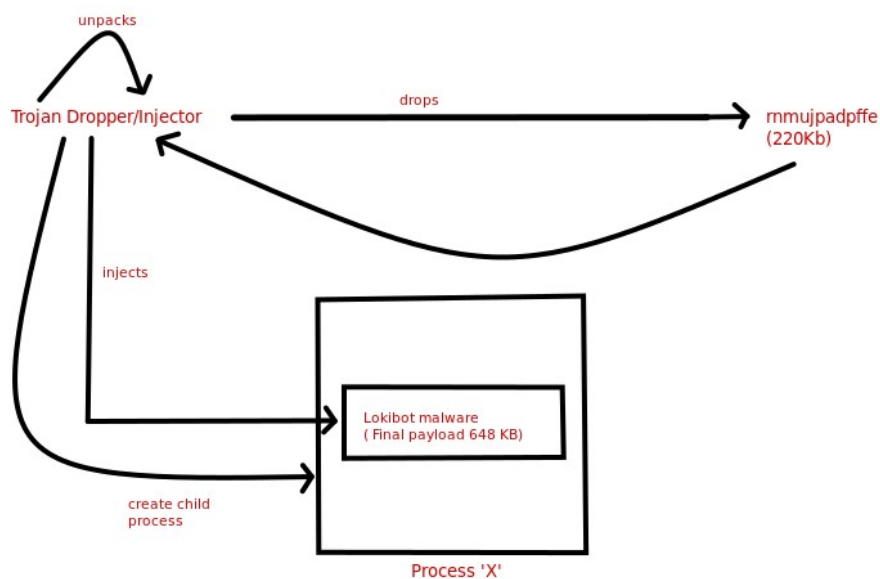 unpacks
Trojan Dropper/Injector
drops
rnmujpadpffe
(220Kb)
injects
Lokibot malware
( Final payload 648 KB)
create child
process
Process 'X'